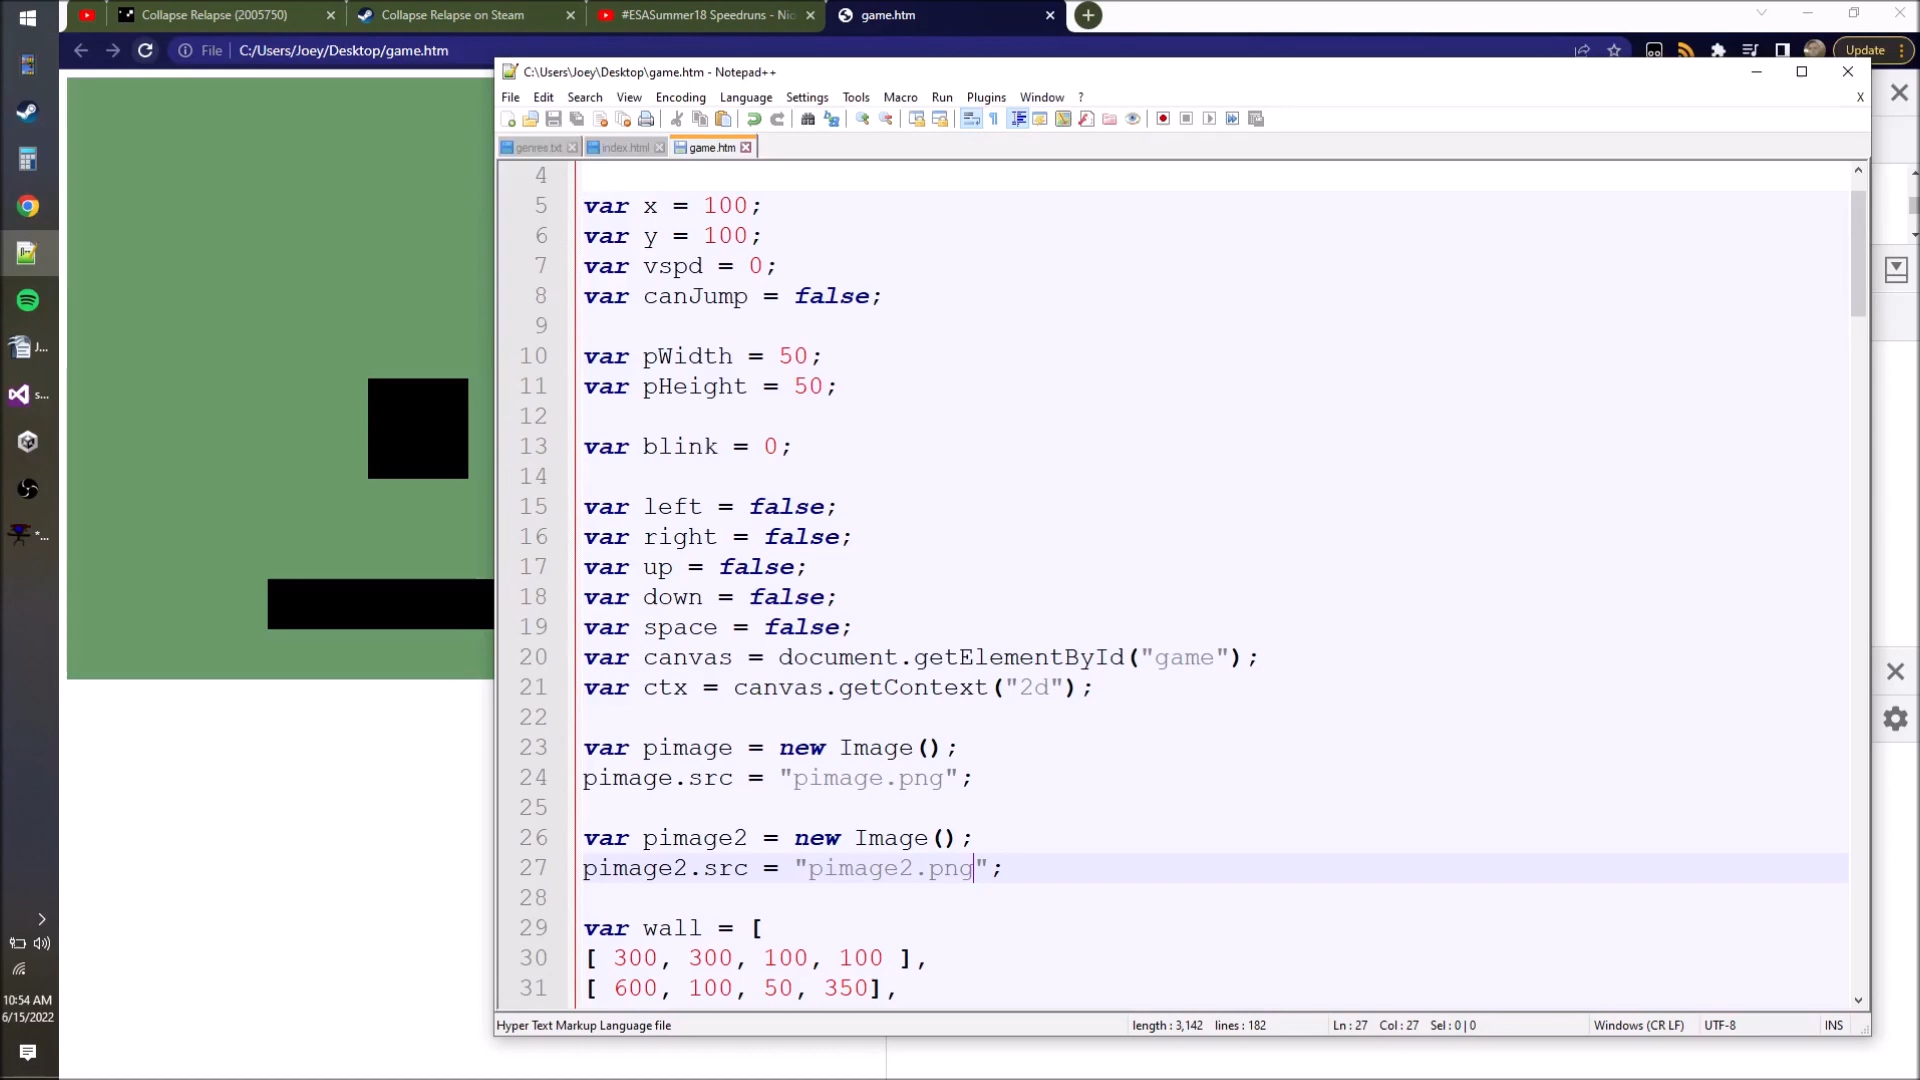 Collapse Relapse (2005750)
Collapse Relapse on Steam
#ESASummer18 Speedruns - Nic
game.htm
File
C:/Users/Joey/Desktop/game.htm
Update
C:\Users\Joey\Desktop\game.htm - Notepad++
File Edit Search View Encoding Language Settings Tools Macro Run Plugins Window ?
X
genres.txt
index.html
game.htm
4
5 var x = 100;
6 var y = 100;
7 var vspd = 0;
8 var canJump = false;
9
10 var pWidth = 50;
11 var pHeight = 50;
12
13 var blink = 0;
14
15 var left = false;
16 var right = false;
17 var up = false;
18 var down = false;
19 var space = false;
20 var canvas = document.getElementById("game");
21 var ctx = canvas.getContext("2d");
22
23 var pimage = new Image();
24 pimage.src = "pimage.png";
25
26 var pimage2 = new Image();
27 pimage2.src = "pimage2.png";
28
29 var wall = [
30 [ 300, 300, 100, 100 ],
31 [ 600, 100, 50, 350],
Hyper Text Markup Language file
length : 3,142 lines : 182
Ln : 27 Col : 27 Sel : 0 | 0
Windows (CR LF)
UTF-8
INS
J...
s...
*...
10:54 AM
6/15/2022